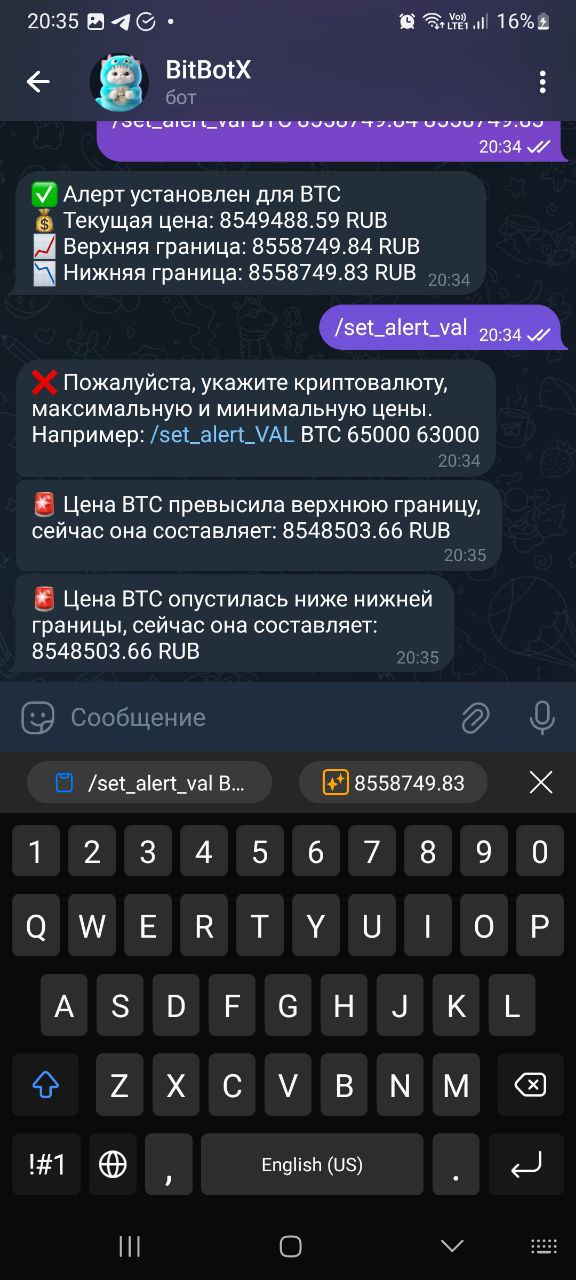 20:35
16%
BitBotX
бот
/set_alert_val BTC 8558749.84 8558749.83
20:34
Алерт установлен для BTC
Текущая цена: 8549488.59 RUB
Верхняя граница: 8558749.84 RUB
Нижняя граница: 8558749.83 RUB
20:34
/set_alert_val
20:34
Пожалуйста, укажите криптовалюту,
максимальную и минимальную цены.
Например: /set_alert_VAL BTC 65000 63000
20:34
Цена BTC превысила верхнюю границу,
сейчас она составляет: 8548503.66 RUB
20:35
Цена BTC опустилась ниже нижней
границы, сейчас она составляет:
8548503.66 RUB
20:35
Сообщение
/set_alert_val B...
8558749.83
1 2 3 4 5 6 7 8 9 0
Q W E R T Y U I O P
A S D F G H J K L
Z X C V B N M
!#1 , English (US) .